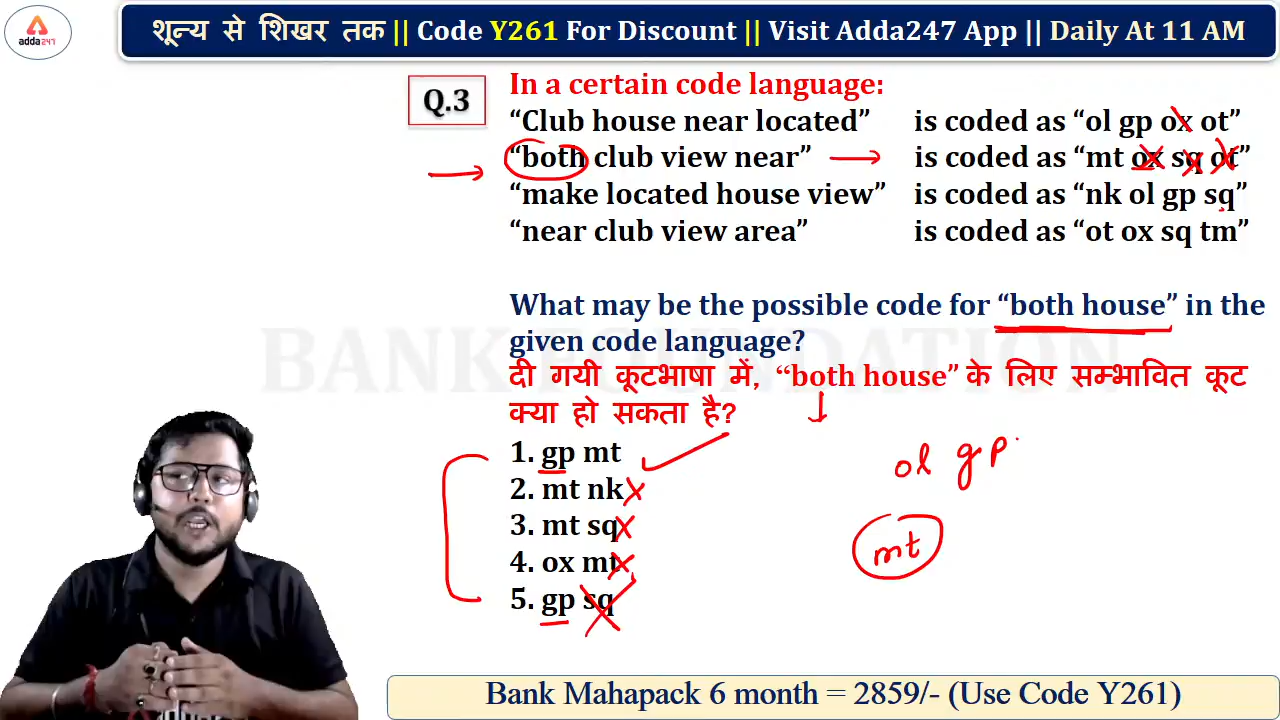 adda247
शून्य से शिखर तक || Code Y261 For Discount || Visit Adda247 App || Daily At 11 AM
Q.3
In a certain code language:
“Club house near located” is coded as “ol gp ox ot”
“both club view near” is coded as “mt ox sq ot”
“make located house view” is coded as “nk ol gp sq”
“near club view area” is coded as “ot ox sq tm”
What may be the possible code for “both house” in the
given code language?
BANK FOUNDATION
दी गयी कूटभाषा में, “both house” के लिए सम्भावित कूट
क्या हो सकता है?
1. gp mt
2. mt nk
3. mt sq
4. ox mt
5. gp sq
ol gp
mt
Bank Mahapack 6 month = 2859/- (Use Code Y261)